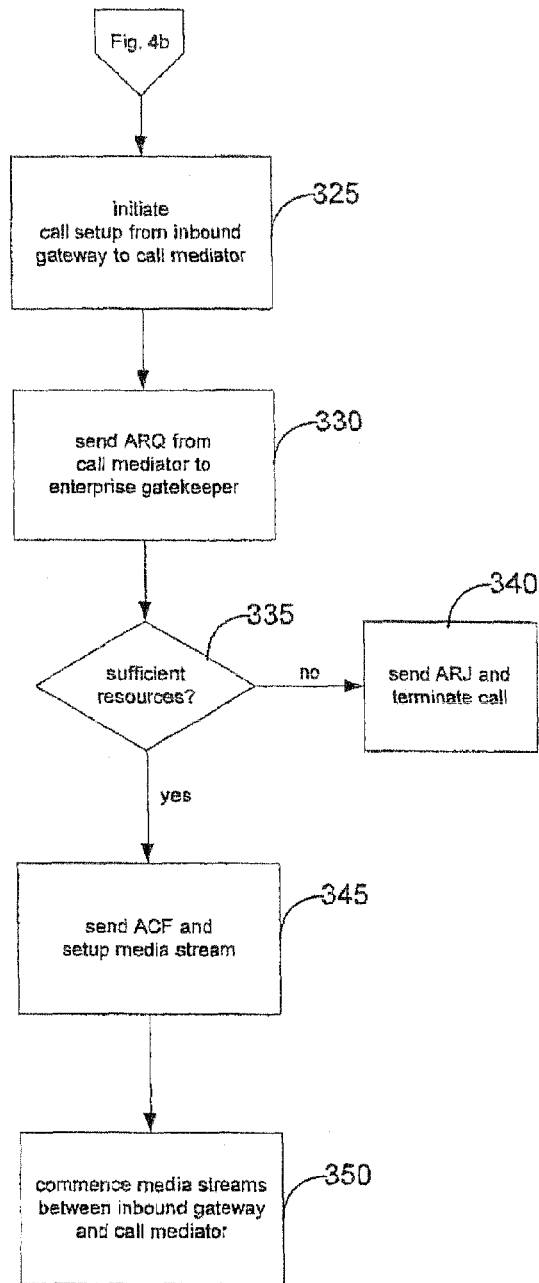 Fig. 4b
initiate
call setup from inbound
gateway to call mediator
325
send ARQ from
call mediator to
enterprise gatekeeper
330
sufficient
resources?
335
no
send ARJ and
terminate call
340
yes
send ACF and
setup media stream
345
commence media streams
between inbound gateway
and call mediator
350